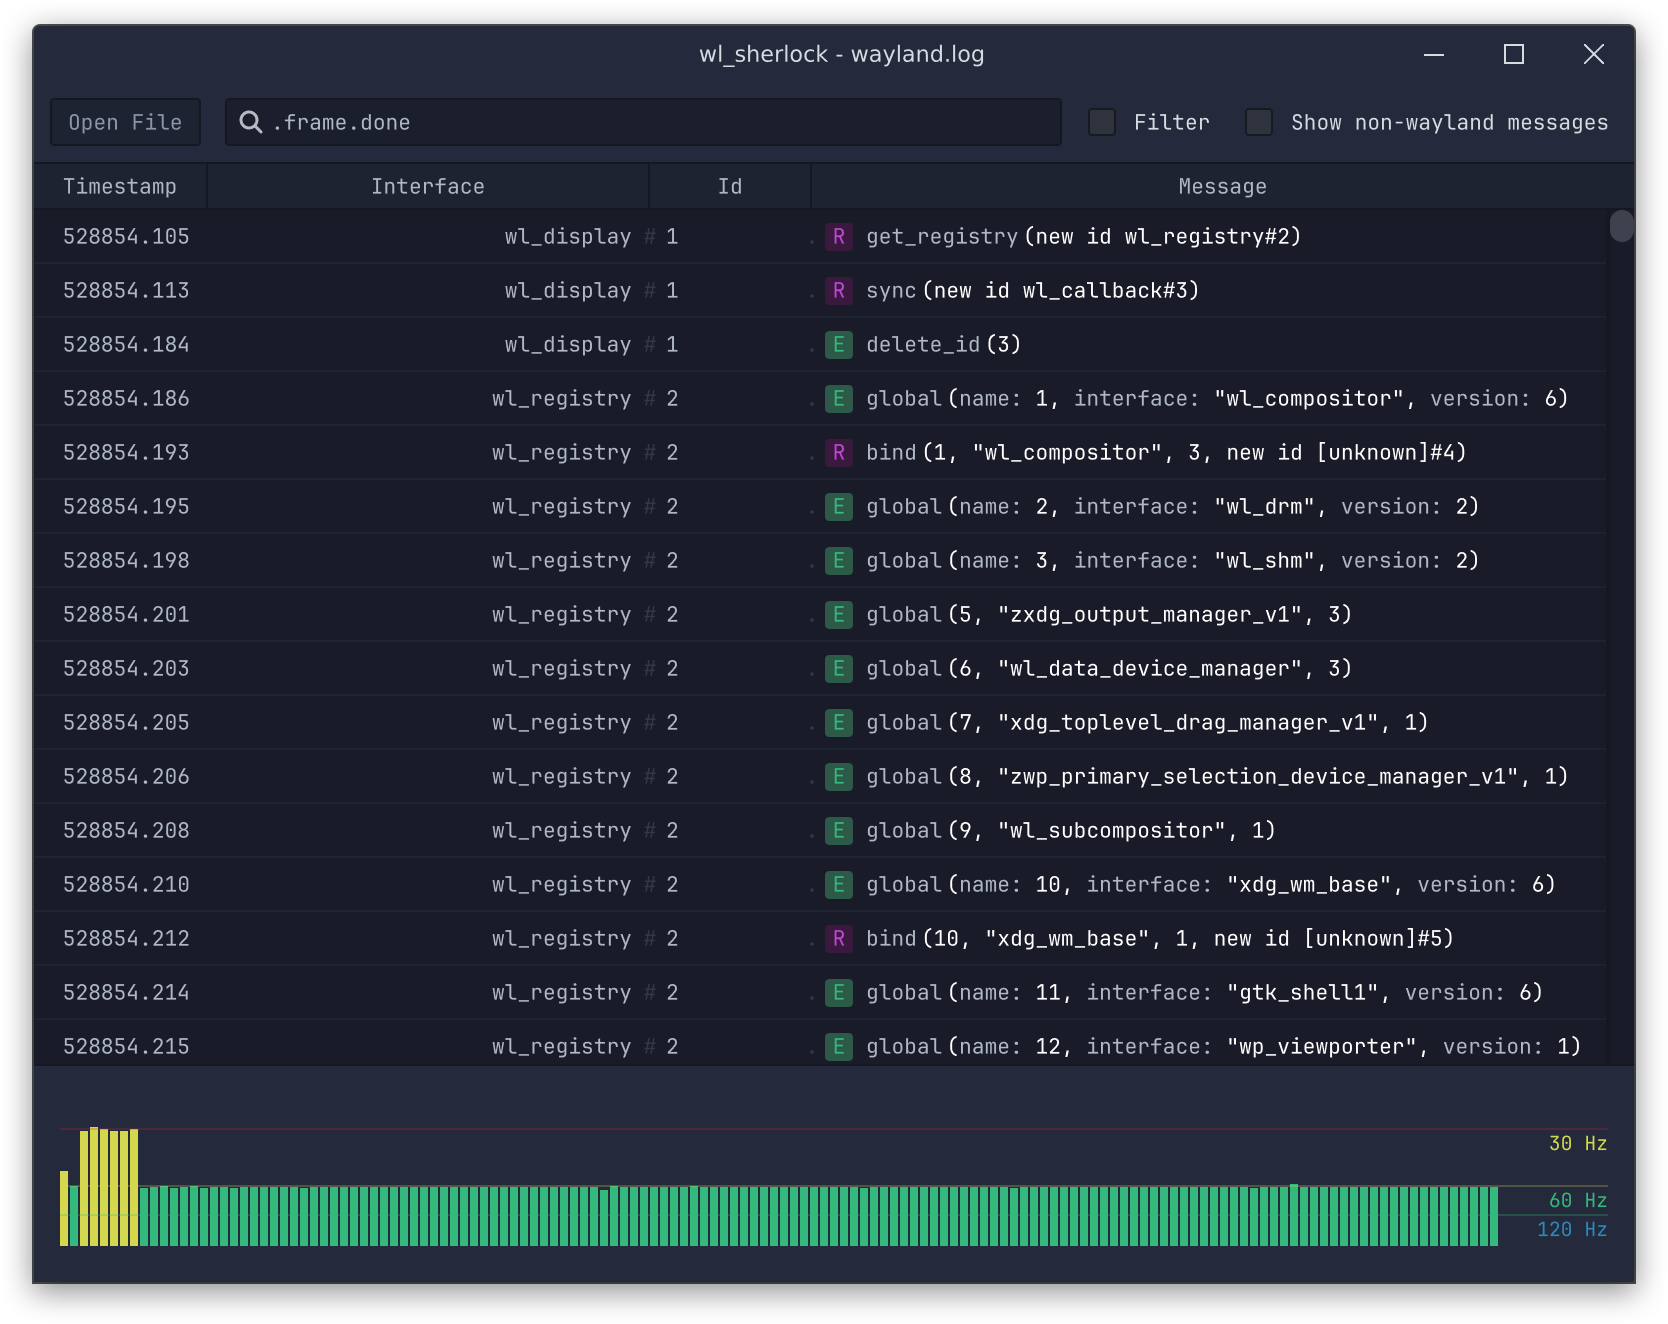 wl_sherlock - wayland.log
Open File .frame.done Filter Show non-wayland messages
Timestamp Interface Id Message
528854.105 wl_display # 1 . R get_registry(new id wl_registry#2)
528854.113 wl_display # 1 . R sync(new id wl_callback#3)
528854.184 wl_display # 1 . E delete_id(3)
528854.186 wl_registry # 2 . E global(name: 1, interface: "wl_compositor", version: 6)
528854.193 wl_registry # 2 . R bind(1, "wl_compositor", 3, new id [unknown]#4)
528854.195 wl_registry # 2 . E global(name: 2, interface: "wl_drm", version: 2)
528854.198 wl_registry # 2 . E global(name: 3, interface: "wl_shm", version: 2)
528854.201 wl_registry # 2 . E global(5, "zxdg_output_manager_v1", 3)
528854.203 wl_registry # 2 . E global(6, "wl_data_device_manager", 3)
528854.205 wl_registry # 2 . E global(7, "xdg_toplevel_drag_manager_v1", 1)
528854.206 wl_registry # 2 . E global(8, "zwp_primary_selection_device_manager_v1", 1)
528854.208 wl_registry # 2 . E global(9, "wl_subcompositor", 1)
528854.210 wl_registry # 2 . E global(name: 10, interface: "xdg_wm_base", version: 6)
528854.212 wl_registry # 2 . R bind(10, "xdg_wm_base", 1, new id [unknown]#5)
528854.214 wl_registry # 2 . E global(name: 11, interface: "gtk_shell1", version: 6)
528854.215 wl_registry # 2 . E global(name: 12, interface: "wp_viewporter", version: 1)
30 Hz
60 Hz
120 Hz